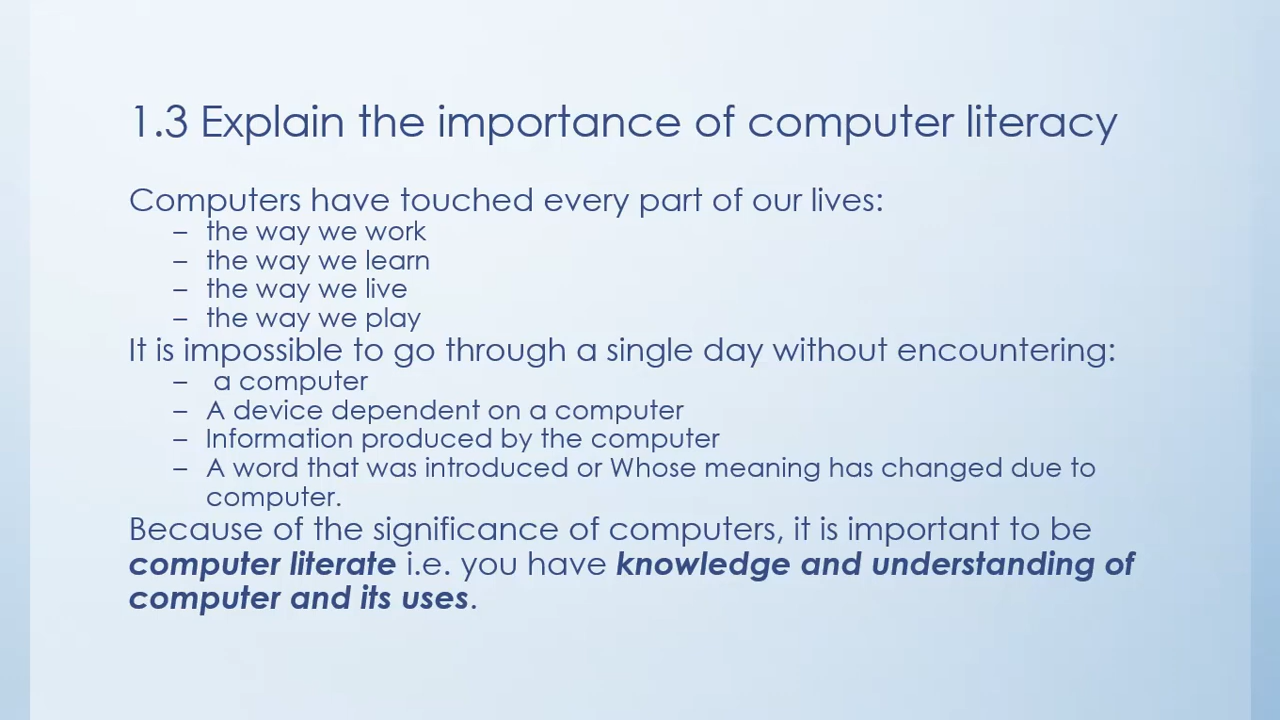 1.3 Explain the importance of computer literacy
Computers have touched every part of our lives:
– the way we work
– the way we learn
– the way we live
– the way we play
It is impossible to go through a single day without encountering:
– a computer
– A device dependent on a computer
– Information produced by the computer
– A word that was introduced or Whose meaning has changed due to
computer.
Because of the significance of computers, it is important to be
computer literate i.e. you have knowledge and understanding of
computer and its uses.